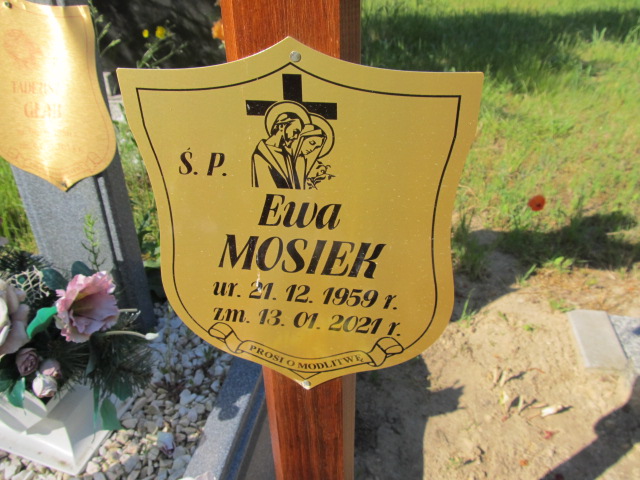 Ś. P.
Ewa
MOSIEK
ur. 21. 12. 1959 r.
zm. 13. 01. 2021 r.
PROSI O MODLITWĘ